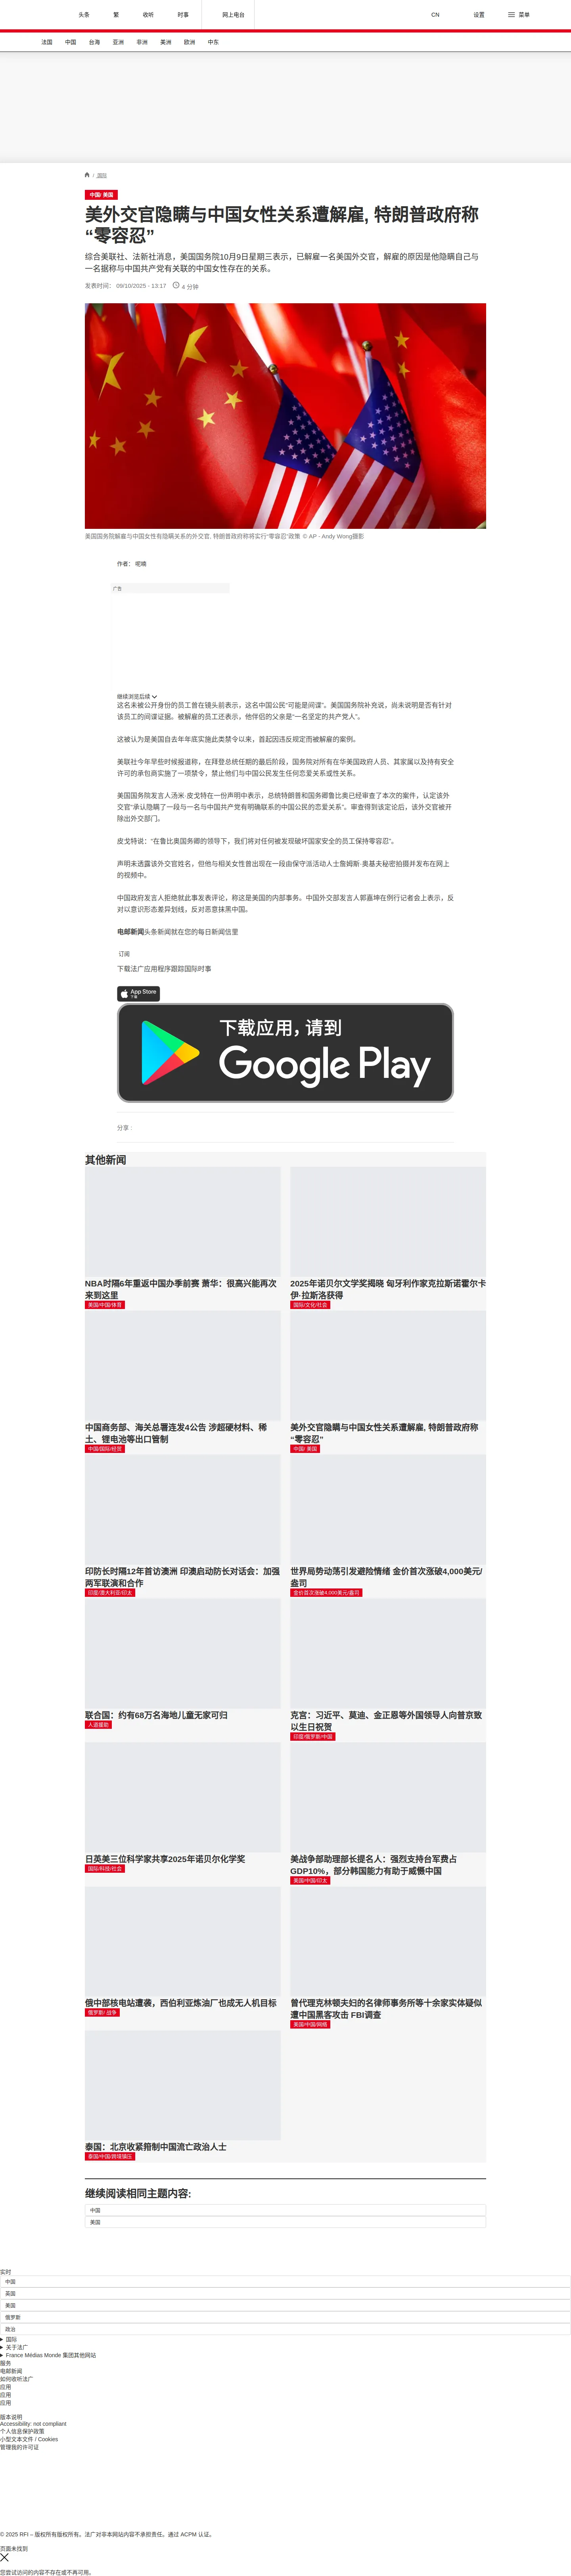 头条
繁
收听
时事
网上电台
CN
设置
菜单
法国
中国
台海
亚洲
非洲
美洲
欧洲
中东
/ 国际
中国/ 美国
美外交官隐瞒与中国女性关系遭解雇, 特朗普政府称
“零容忍”
综合美联社、法新社消息，美国国务院10月9日星期三表示，已解雇一名美国外交官，解雇的原因是他隐瞒自己与
一名据称与中国共产党有关联的中国女性存在的关系。
发表时间： 09/10/2025 - 13:17
4 分钟
美国国务院解雇与中国女性有隐瞒关系的外交官, 特朗普政府称将实行“零容忍”政策 © AP - Andy Wong摄影
作者： 呢喃
广告
继续浏览后续
这名未被公开身份的员工曾在镜头前表示，这名中国公民“可能是间谍”。美国国务院补充说，尚未说明是否有针对
该员工的间谍证据。被解雇的员工还表示，他伴侣的父亲是“一名坚定的共产党人”。
这被认为是美国自去年年底实施此类禁令以来，首起因违反规定而被解雇的案例。
美联社今年早些时候报道称，在拜登总统任期的最后阶段，国务院对所有在华美国政府人员、其家属以及持有安全
许可的承包商实施了一项禁令，禁止他们与中国公民发生任何恋爱关系或性关系。
美国国务院发言人汤米·皮戈特在一份声明中表示，总统特朗普和国务卿鲁比奥已经审查了本次的案件，认定该外
交官“承认隐瞒了一段与一名与中国共产党有明确联系的中国公民的恋爱关系”。审查得到该定论后，该外交官被开
除出外交部门。
皮戈特说：“在鲁比奥国务卿的领导下，我们将对任何被发现破坏国家安全的员工保持零容忍”。
声明未透露该外交官姓名，但他与相关女性曾出现在一段由保守派活动人士詹姆斯·奥基夫秘密拍摄并发布在网上
的视频中。
中国政府发言人拒绝就此事发表评论，称这是美国的内部事务。中国外交部发言人郭嘉坤在例行记者会上表示，反
对以意识形态差异划线，反对恶意抹黑中国。
电邮新闻头条新闻就在您的每日新闻信里
订阅
下载法广应用程序跟踪国际时事
App Store
下载
下载应用，请到
Google Play
分享 :
其他新闻
NBA时隔6年重返中国办季前赛 萧华：很高兴能再次
来到这里
美国/中国/体育
2025年诺贝尔文学奖揭晓 匈牙利作家克拉斯诺霍尔卡
伊·拉斯洛获得
国际/文化/社会
中国商务部、海关总署连发4公告 涉超硬材料、稀
土、锂电池等出口管制
中国/国际/经贸
美外交官隐瞒与中国女性关系遭解雇, 特朗普政府称
“零容忍”
中国/ 美国
印防长时隔12年首访澳洲 印澳启动防长对话会：加强
两军联演和合作
印度/澳大利亚/印太
世界局势动荡引发避险情绪 金价首次涨破4,000美元/
盎司
金价首次涨破4,000美元/盎司
联合国：约有68万名海地儿童无家可归
人道援助
克宫：习近平、莫迪、金正恩等外国领导人向普京致
以生日祝贺
印度/俄罗斯/中国
日英美三位科学家共享2025年诺贝尔化学奖
国际/科技/社会
美战争部助理部长提名人：强烈支持台军费占
GDP10%，部分韩国能力有助于威慑中国
美国/中国/印太
俄中部核电站遭袭，西伯利亚炼油厂也成无人机目标
俄罗斯/ 战争
曾代理克林顿夫妇的名律师事务所等十余家实体疑似
遭中国黑客攻击 FBI调查
美国/中国/网络
泰国：北京收紧箝制中国流亡政治人士
泰国/中国/跨境镇压
继续阅读相同主题内容:
中国
美国
实时
中国
英国
美国
俄罗斯
政治
国际
关于法广
France Médias Monde 集团其他网站
服务
电邮新闻
如何收听法广
应用
应用
应用
版本说明
Accessibility: not compliant
个人信息保护政策
小型文本文件 / Cookies
管理我的许可证
© 2025 RFI – 版权所有版权所有。法广对非本网站内容不承担责任。通过 ACPM 认证。
页面未找到
您尝试访问的内容不存在或不再可用。